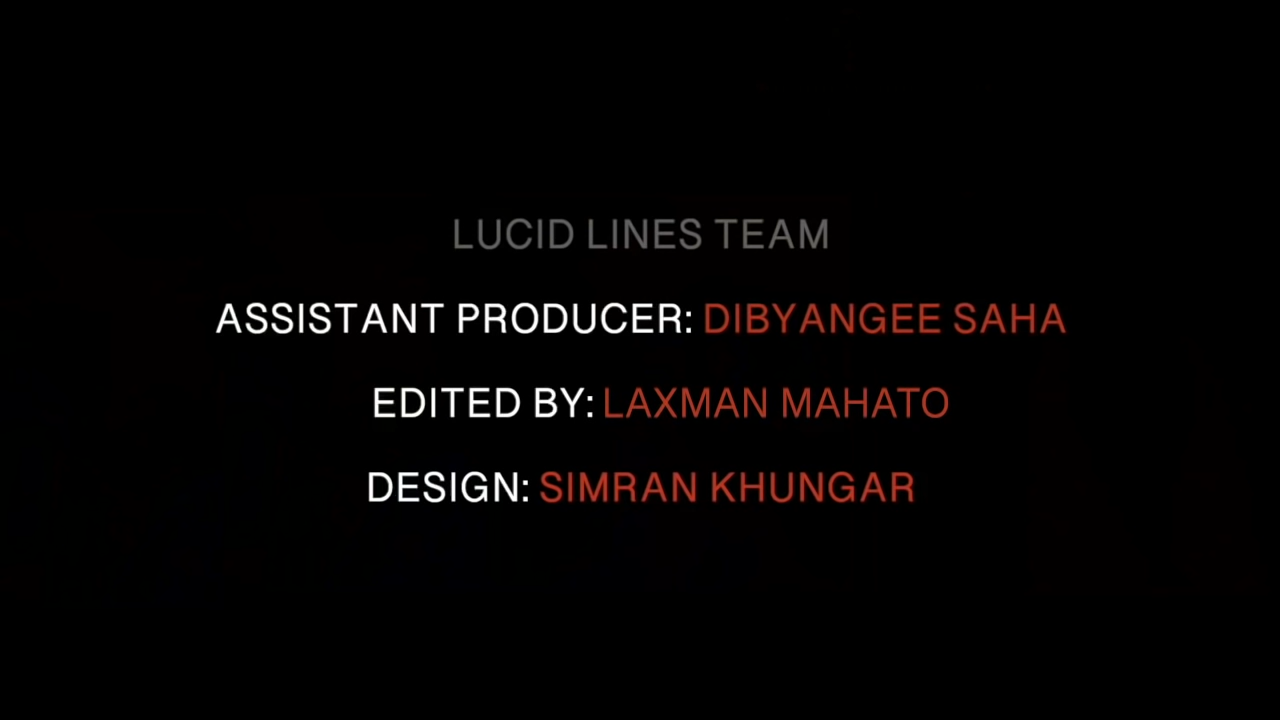 LUCID LINES TEAM
ASSISTANT PRODUCER: DIBYANGEE SAHA
EDITED BY: LAXMAN MAHATO
DESIGN: SIMRAN KHUNGAR